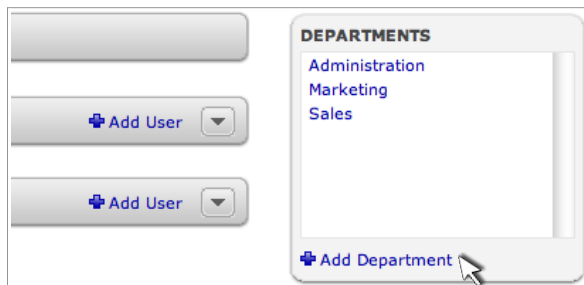 DEPARTMENTS
Administration
Marketing
Sales
Add User
Add User
Add Department